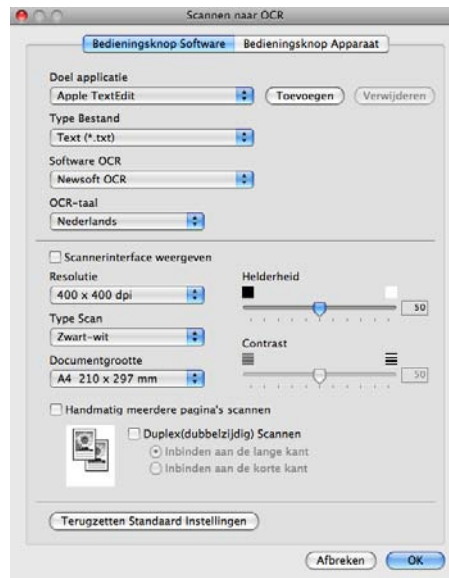 Scannen naar OCR
Bedieningsknop Software Bedieningsknop Apparaat
Doel applicatie
Apple TextEdit Toevoegen Verwijderen
Type Bestand
Text (*.txt)
Software OCR
Newsoft OCR
OCR-taal
Nederlands
Scannerinterface weergeven
Resolutie Helderheid
400 x 400 dpi 50
Type Scan
Zwart-wit Contrast
Documentgrootte
A4 210 x 297 mm 50
Handmatig meerdere pagina's scannen
Duplex(dubbelzijdig) Scannen
Inbinden aan de lange kant
Inbinden aan de korte kant
Terugzetten Standaard Instellingen
Afbreken OK